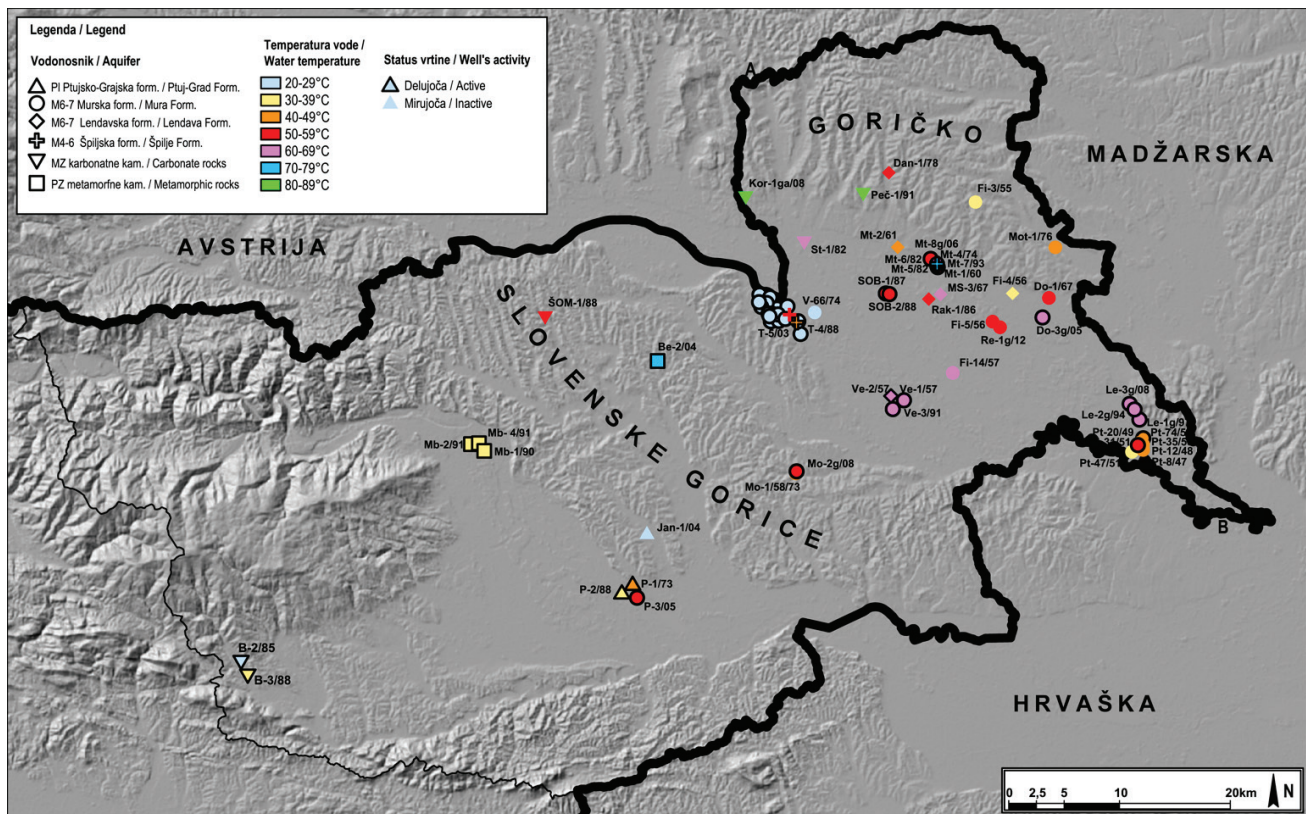 Legenda / Legend
Vodonosnik / Aquifer
Pl Ptujsko-Grajska form. / Ptuj-Grad Form.
M6-7 Murska form. / Mura Form.
M6-7 Lendavska form. / Lendava Form.
M4-6 Špiljska form. / Špilje Form.
MZ karbonatne kam. / Carbonate rocks
PZ metamorfne kam. / Metamorphic rocks
Temperatura vode /
Water temperature
20-29°C
30-39°C
40-49°C
50-59°C
60-69°C
70-79°C
80-89°C
Status vrtine / Well's activity
Delujoča / Active
Mirujoča / Inactive
A
GORIČKO
MADŽARSKA
AVSTRIJA
SLOVENSKE GORICE
HRVAŠKA
B
Dan-1/78
Kor-1ga/08
Peč-1/91
Fi-3/55
St-1/82
Mt-2/61
Mt-8g/06
Mt-4/74
Mt-6/82
Mt-7/93
Mt-5/82
Mt-1/60
Mot-1/76
SOB-1/87
MS-3/67
Fi-4/56
Do-1/67
V-66/74
SOB-2/88
Rak-1/86
Do-3g/05
ŠOM-1/88
T-5/03
T-4/88
Fi-5/56
Re-1g/12
Be-2/04
Fi-14/57
Ve-2/57
Ve-1/57
Ve-3/91
Le-3g/08
Le-2g/94
Le-1g/97
Pt-20/49
Pt-74/5
Pt-35/5
Pt-12/48
Pt-47/51
Pt-8/47
Mb-2/91
Mb- 4/91
Mb-1/90
Mo-2g/08
Mo-1/58/73
Jan-1/04
P-2/88
P-1/73
P-3/05
B-2/85
B-3/88
0 2,5 5 10 20km
N